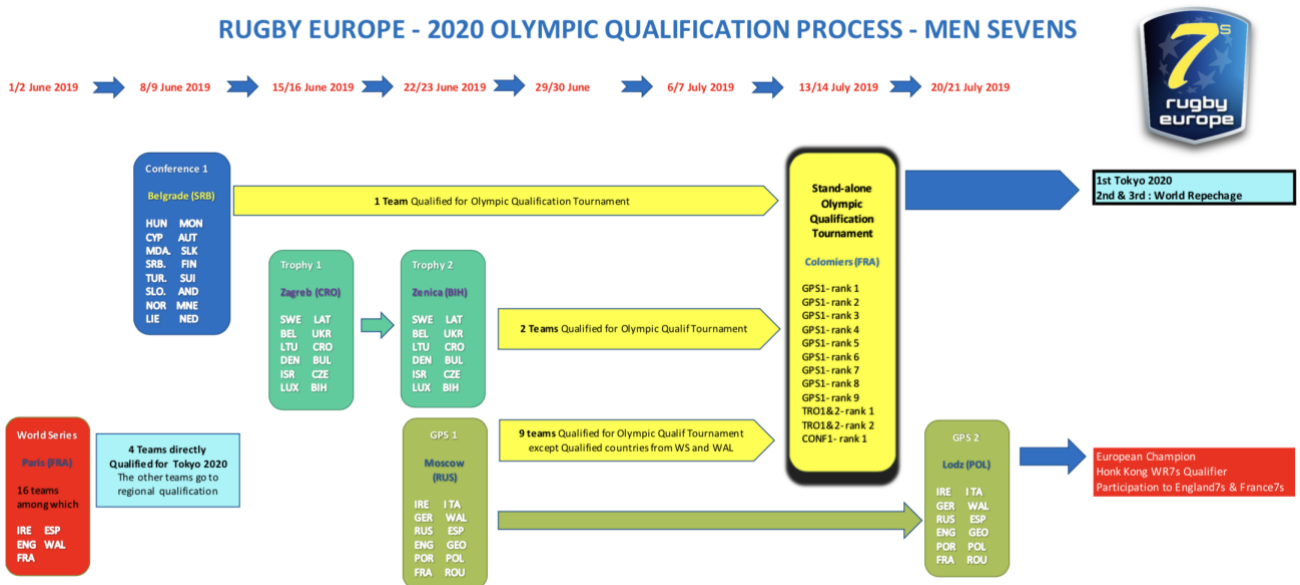 RUGBY EUROPE - 2020 OLYMPIC QUALIFICATION PROCESS - MEN SEVENS
7s
rugby
europe
1/2 June 2019
8/9 June 2019
15/16 June 2019
22/23 June 2019
29/30 June
6/7 July 2019
13/14 July 2019
20/21 July 2019
Conference 1
Belgrade (SRB)
HUN MON
CYP AUT
MDA. SLK
SRB. FIN
TUR. SUI
SLO. AND
NOR MNE
LIE NED
1 Team Qualified for Olympic Qualification Tournament
Trophy 1
Zagreb (CRO)
SWE LAT
BEL UKR
LTU CRO
DEN BUL
ISR CZE
LUX BIH
Trophy 2
Zenica (BIH)
SWE LAT
BEL UKR
LTU CRO
DEN BUL
ISR CZE
LUX BIH
2 Teams Qualified for Olympic Qualif Tournament
Stand-alone
Olympic
Qualification
Tournament
Colomiers (FRA)
GPS1- rank 1
GPS1- rank 2
GPS1- rank 3
GPS1- rank 4
GPS1- rank 5
GPS1- rank 6
GPS1- rank 7
GPS1- rank 8
GPS1- rank 9
TRO1&2- rank 1
TRO1&2- rank 2
CONF1- rank 1
1st Tokyo 2020
2nd & 3rd : World Repechage
World Series
Paris (FRA)
16 teams
among which
IRE ESP
ENG WAL
FRA
4 Teams directly
Qualified for Tokyo 2020
The other teams go to
regional qualification
GPS 1
Moscow
(RUS)
IRE ITA
GER WAL
RUS ESP
ENG GEO
POR POL
FRA ROU
9 teams Qualified for Olympic Qualif Tournament
except Qualified countries from WS and WAL
GPS 2
Lodz (POL)
IRE ITA
GER WAL
RUS ESP
ENG GEO
POR POL
FRA ROU
European Champion
Honk Kong WR7s Qualifier
Participation to England7s & France7s